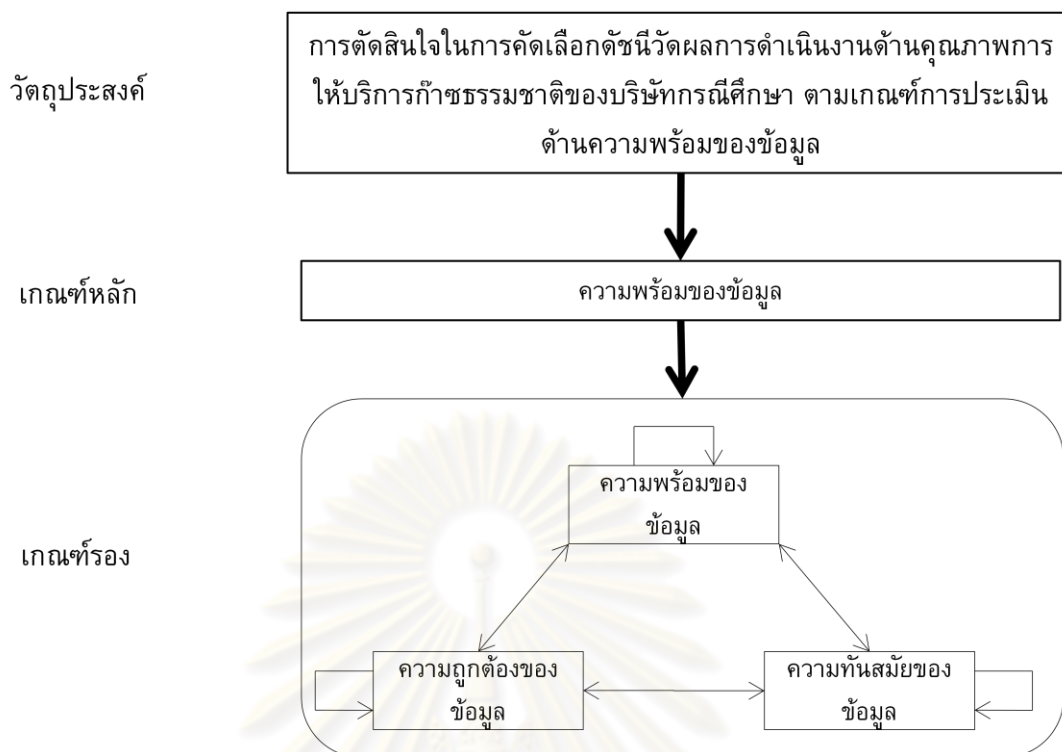 วัตถุประสงค์
การตัดสินใจในการคัดเลือกดัชนีวัดผลการดำเนินงานด้านคุณภาพการ
ให้บริการก๊าซธรรมชาติของบริษัทกรณีศึกษา ตามเกณฑ์การประเมิน
ด้านความพร้อมของข้อมูล
เกณฑ์หลัก
ความพร้อมของข้อมูล
เกณฑ์รอง
ความพร้อมของ
ข้อมูล
ความถูกต้องของ
ข้อมูล
ความทันสมัยของ
ข้อมูล